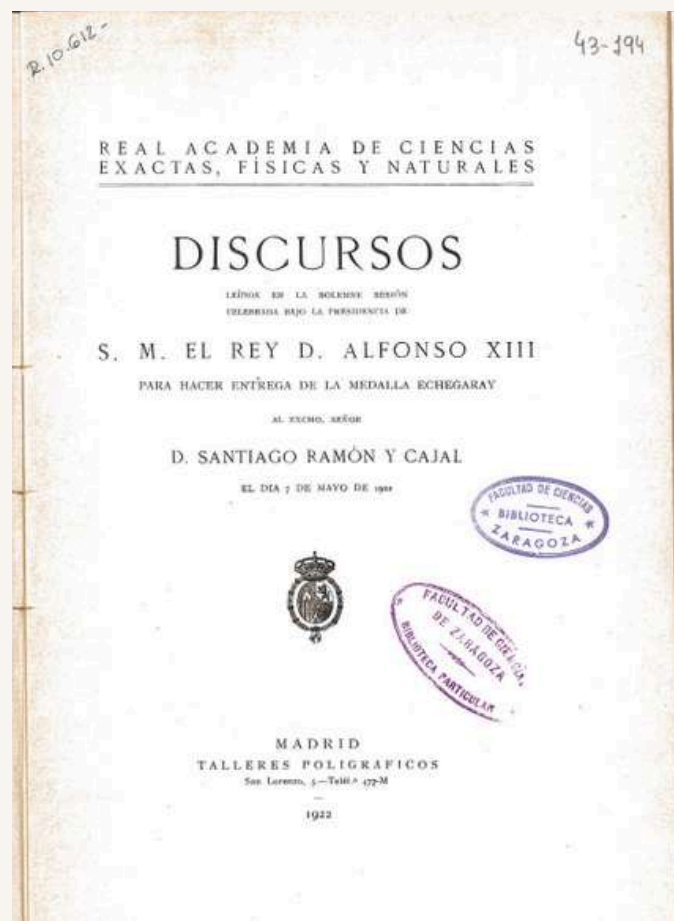 R.10.612-
43-194
REAL ACADEMIA DE CIENCIAS
EXACTAS, FÍSICAS Y NATURALES
DISCURSOS
LEÍDOS EN LA SOLEMNE SESIÓN
CELEBRADA BAJO LA PRESIDENCIA DE
S. M. EL REY D. ALFONSO XIII
PARA HACER ENTREGA DE LA MEDALLA ECHEGARAY
AL EXCMO. SEÑOR
D. SANTIAGO RAMÓN Y CAJAL
EL DIA 7 DE MAYO DE 1922
FACULTAD DE CIENCIAS
BIBLIOTECA
ZARAGOZA
FACULTAD DE CIENCIAS
DE ZARAGOZA
BIBLIOTECA PARTICULAR
MADRID
TALLERES POLIGRAFICOS
San Lorenzo, 5.—Teléf.º 477-M
1922